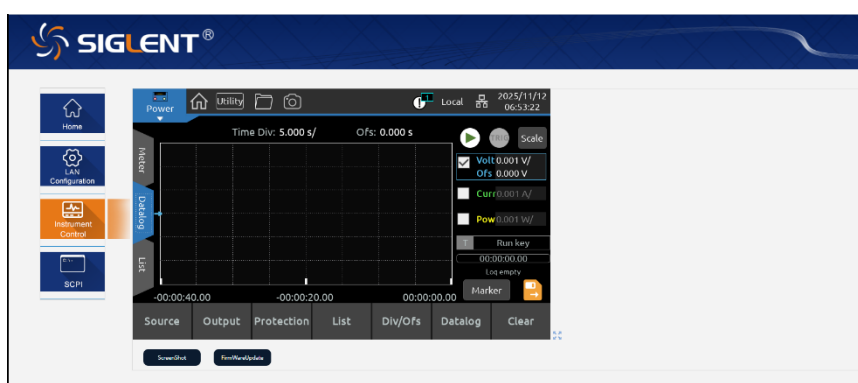 SIGLENT®
Home
LAN
Configuration
Instrument
Control
SCPI
Power
Utility
Local
2025/11/12
06:53:22
Time Div: 5.000 s/
Ofs: 0.000 s
TRIG
Scale
Meter
Datalog
List
Volt 0.001 V/
Ofs 0.000 V
Curr 0.001 A/
Pow 0.001 W/
T
Run key
00:00:00.00
Log empty
Marker
-00:00:40.00
-00:00:20.00
00:00:00.00
Source
Output
Protection
List
Div/Ofs
Datalog
Clear
ScreenShot
FirmWareUpdate